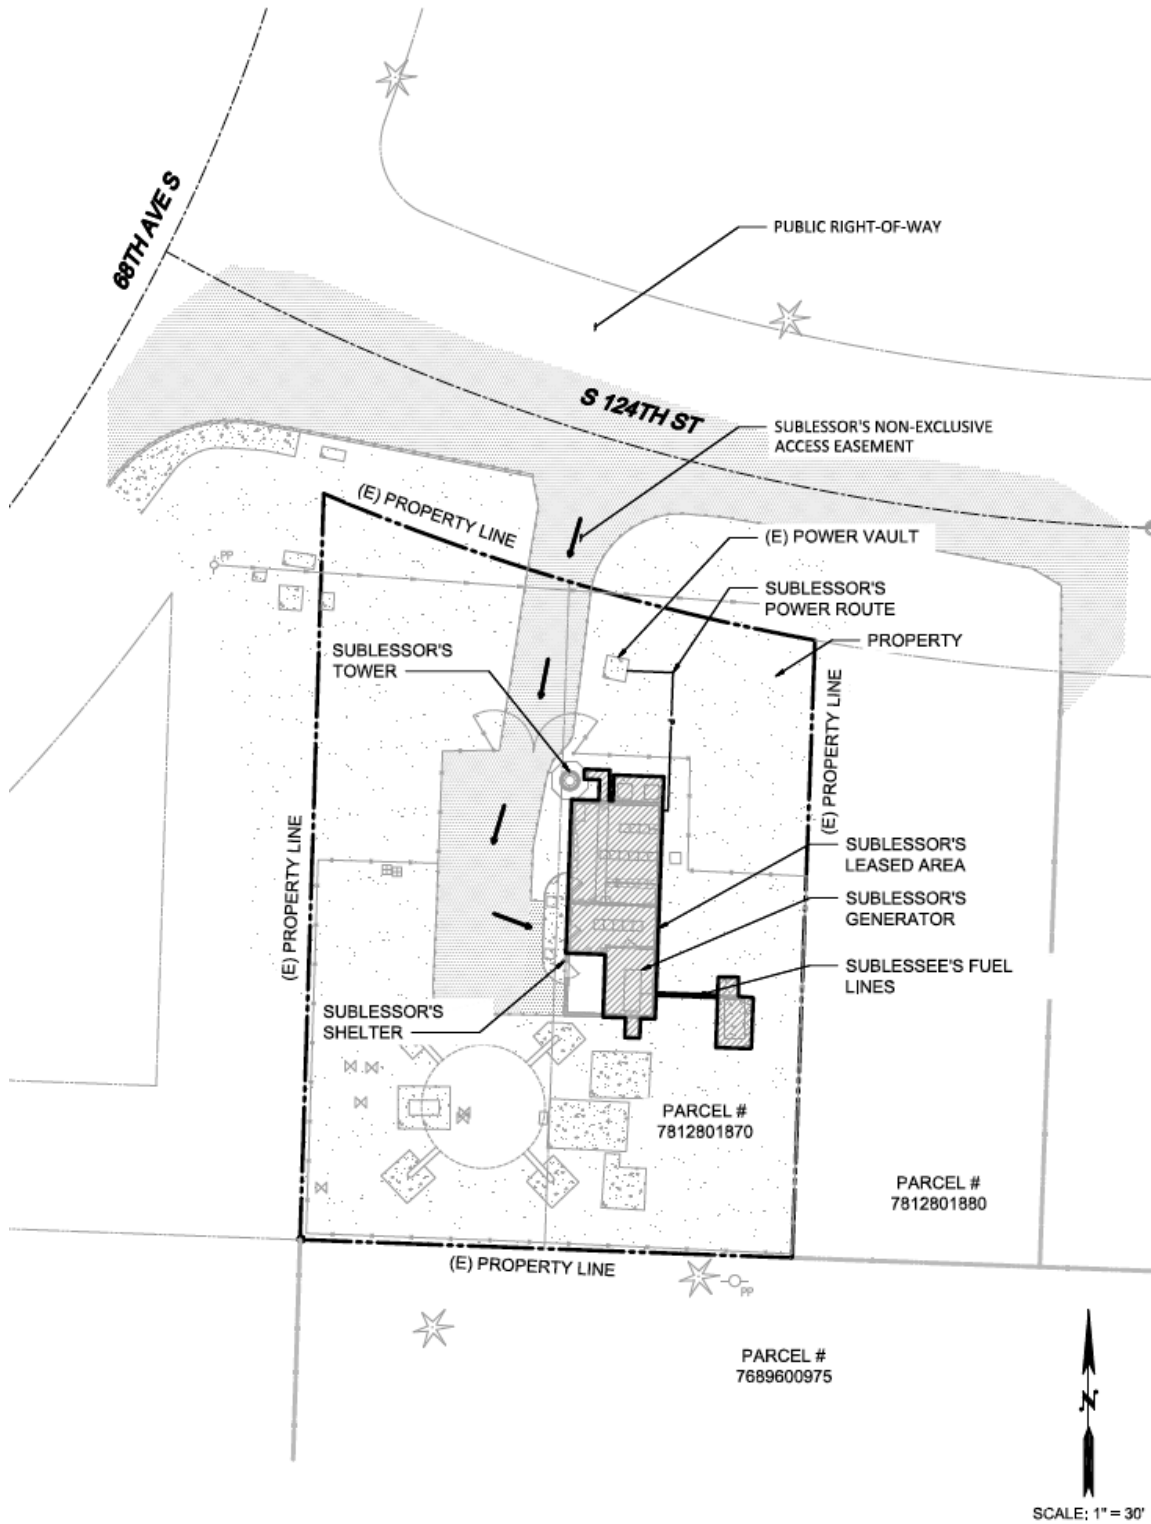 68TH AVE S
PUBLIC RIGHT-OF-WAY
S 124TH ST
SUBLESSOR'S NON-EXCLUSIVE
ACCESS EASEMENT
(E) PROPERTY LINE
(E) POWER VAULT
PP
SUBLESSOR'S
POWER ROUTE
PROPERTY
SUBLESSOR'S
TOWER
(E) PROPERTY LINE
(E) PROPERTY LINE
SUBLESSOR'S
LEASED AREA
SUBLESSOR'S
GENERATOR
SUBLESSEE'S FUEL
LINES
SUBLESSOR'S
SHELTER
PARCEL #
7812801870
PARCEL #
7812801880
(E) PROPERTY LINE
PP
PARCEL #
7689600975
N
SCALE: 1" = 30'